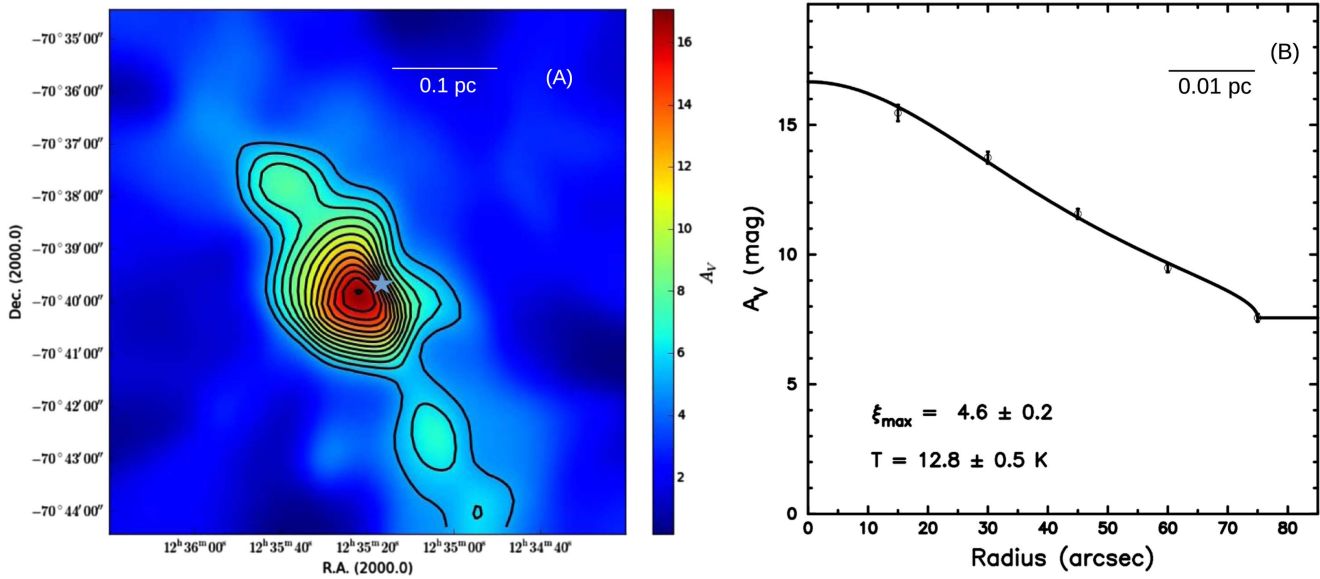 −70°35′00″
−70°36′00″
−70°37′00″
−70°38′00″
−70°39′00″
−70°40′00″
−70°41′00″
−70°42′00″
−70°43′00″
−70°44′00″
Dec. (2000.0)
0.1 pc
(A)
12ʰ36ᵐ00ˢ
12ʰ35ᵐ40ˢ
12ʰ35ᵐ20ˢ
12ʰ35ᵐ00ˢ
12ʰ34ᵐ40ˢ
R.A. (2000.0)
16
14
12
10
8
6
4
2
A_V
(B)
0.01 pc
15
10
5
0
A_V (mag)
ξ_max = 4.6 ± 0.2
T = 12.8 ± 0.5 K
0 10 20 30 40 50 60 70 80
Radius (arcsec)